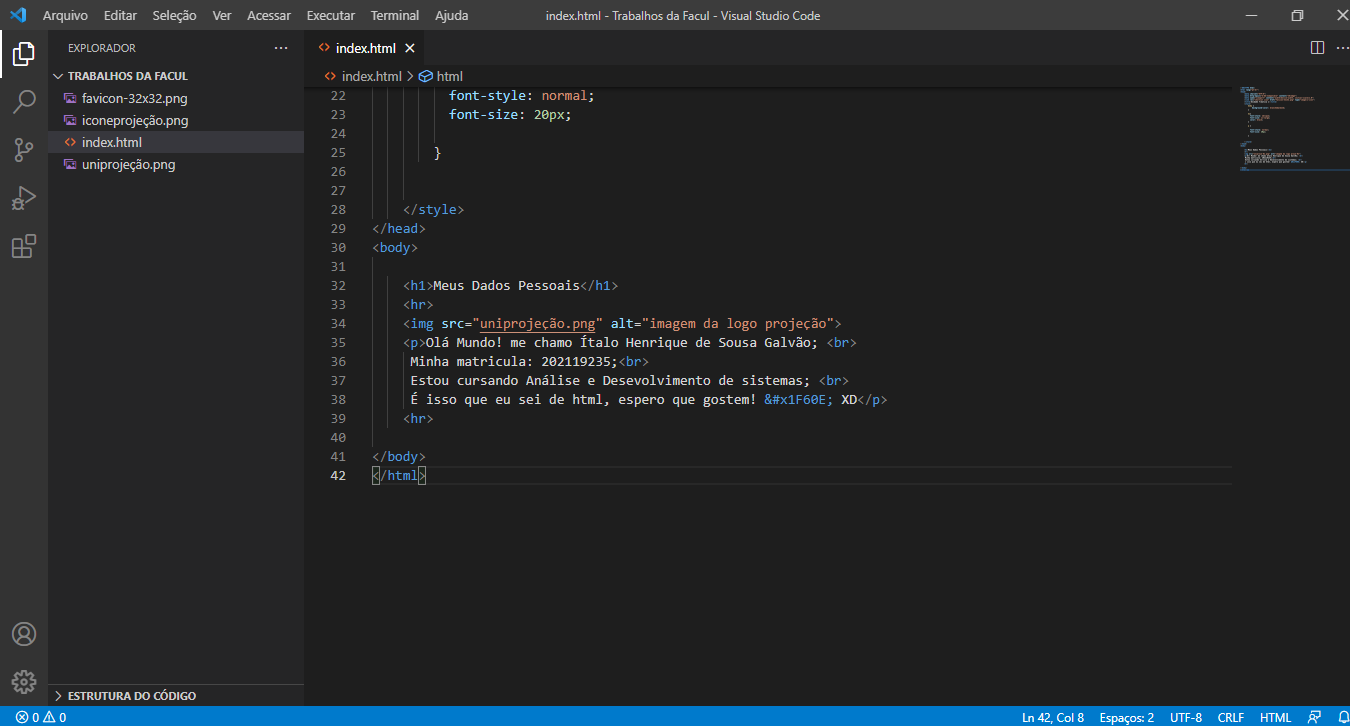 Arquivo Editar Seleção Ver Acessar Executar Terminal Ajuda
index.html - Trabalhos da Facul - Visual Studio Code
EXPLORADOR
TRABALHOS DA FACUL
favicon-32x32.png
iconeprojeção.png
index.html
uniprojeção.png
ESTRUTURA DO CÓDIGO
index.html
index.html > html
22 font-style: normal;
23 font-size: 20px;
24
25 }
26
27
28 </style>
29 </head>
30 <body>
31
32 <h1>Meus Dados Pessoais</h1>
33 <hr>
34 <img src="uniprojeção.png" alt="imagem da logo projeção">
35 <p>Olá Mundo! me chamo Ítalo Henrique de Sousa Galvão; <br>
36 Minha matricula: 202119235;<br>
37 Estou cursando Análise e Desevolvimento de sistemas; <br>
38 É isso que eu sei de html, espero que gostem! &#x1F60E; XD</p>
39 <hr>
40
41 </body>
42 </html>
0 0
Ln 42, Col 8 Espaços: 2 UTF-8 CRLF HTML